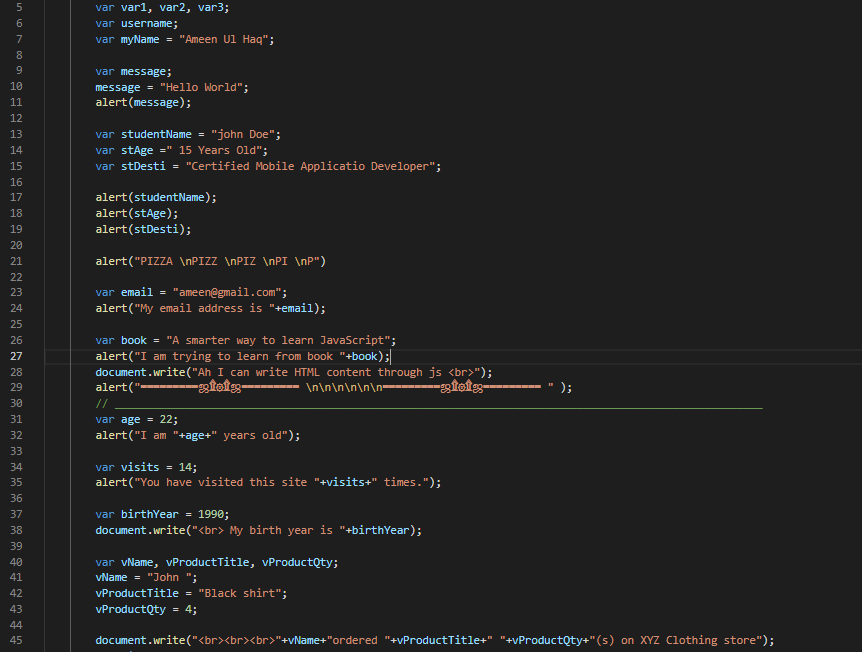 5 var var1, var2, var3;
6 var username;
7 var myName = "Ameen Ul Haq";
8
9 var message;
10 message = "Hello World";
11 alert(message);
12
13 var studentName = "john Doe";
14 var stAge =" 15 Years Old";
15 var stDesti = "Certified Mobile Applicatio Developer";
16
17 alert(studentName);
18 alert(stAge);
19 alert(stDesti);
20
21 alert("PIZZA \nPIZZ \nPIZ \nPI \nP")
22
23 var email = "ameen@gmail.com";
24 alert("My email address is "+email);
25
26 var book = "A smarter way to learn JavaScript";
27 alert("I am trying to learn from book "+book);
28 document.write("Ah I can write HTML content through js <br>");
29 alert("═════════ ═════════ \n\n\n\n\n\n═════════ ═════════ " );
30 // ______________________________________________________________________________________________________
31 var age = 22;
32 alert("I am "+age+" years old");
33
34 var visits = 14;
35 alert("You have visited this site "+visits+" times.");
36
37 var birthYear = 1990;
38 document.write("<br> My birth year is "+birthYear);
39
40 var vName, vProductTitle, vProductQty;
41 vName = "John ";
42 vProductTitle = "Black shirt";
43 vProductQty = 4;
44
45 document.write("<br><br><br>"+vName+"ordered "+vProductTitle+" "+vProductQty+"(s) on XYZ Clothing store");